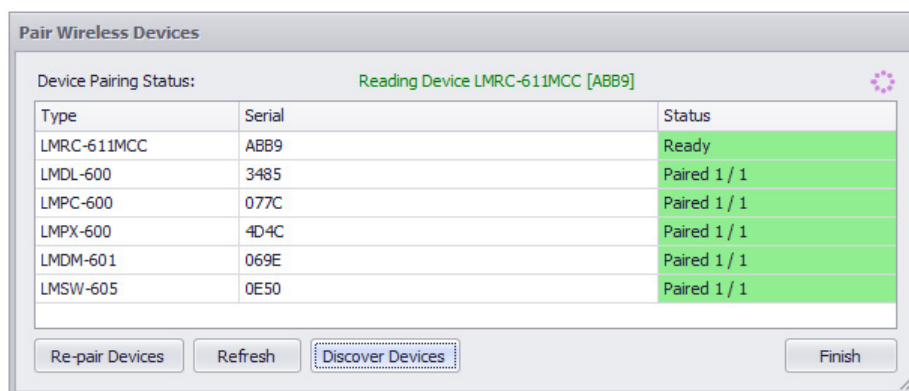 Pair Wireless Devices
Device Pairing Status: Reading Device LMRC-611MCC [ABB9]
Type Serial Status
LMRC-611MCC ABB9 Ready
LMDL-600 3485 Paired 1 / 1
LMPC-600 077C Paired 1 / 1
LMPX-600 4D4C Paired 1 / 1
LMDM-601 069E Paired 1 / 1
LMSW-605 0E50 Paired 1 / 1
Re-pair Devices Refresh Discover Devices Finish